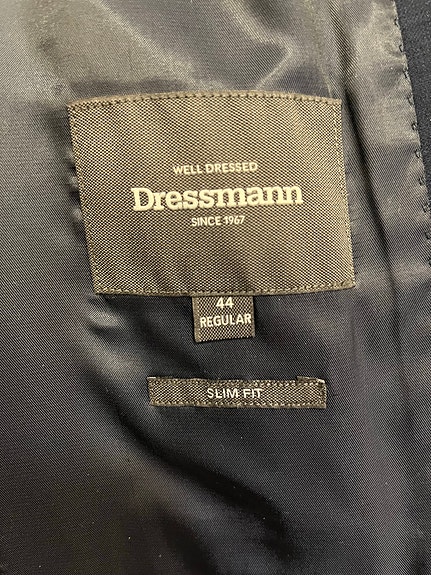 WELL DRESSED
Dressmann
SINCE 1967
44
REGULAR
SLIM FIT